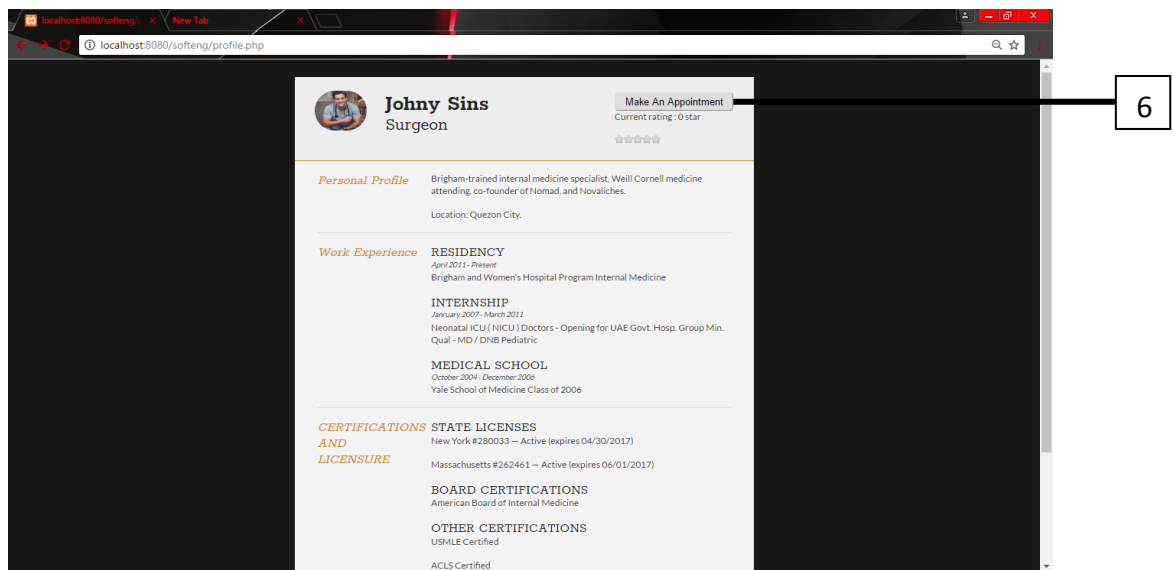 localhost:8080/softeng/
New Tab
localhost:8080/softeng/profile.php
Johny Sins
Surgeon
Make An Appointment
Current rating : 0 star
6
Personal Profile
Brigham-trained internal medicine specialist, Weill Cornell medicine
attending, co-founder of Nomad, and Novaliches.
Location: Quezon City.
Work Experience
RESIDENCY
April 2011 - Present
Brigham and Women's Hospital Program Internal Medicine
INTERNSHIP
Janruary 2007 - March 2011
Neonatal ICU ( NICU ) Doctors - Opening for UAE Govt. Hosp. Group Min.
Qual - MD / DNB Pediatric
MEDICAL SCHOOL
October 2004 - December 2006
Yale School of Medicine Class of 2006
CERTIFICATIONS
AND
LICENSURE
STATE LICENSES
New York #280033 — Active (expires 04/30/2017)
Massachusetts #262461 — Active (expires 06/01/2017)
BOARD CERTIFICATIONS
American Board of Internal Medicine
OTHER CERTIFICATIONS
USMLE Certified
ACLS Certified